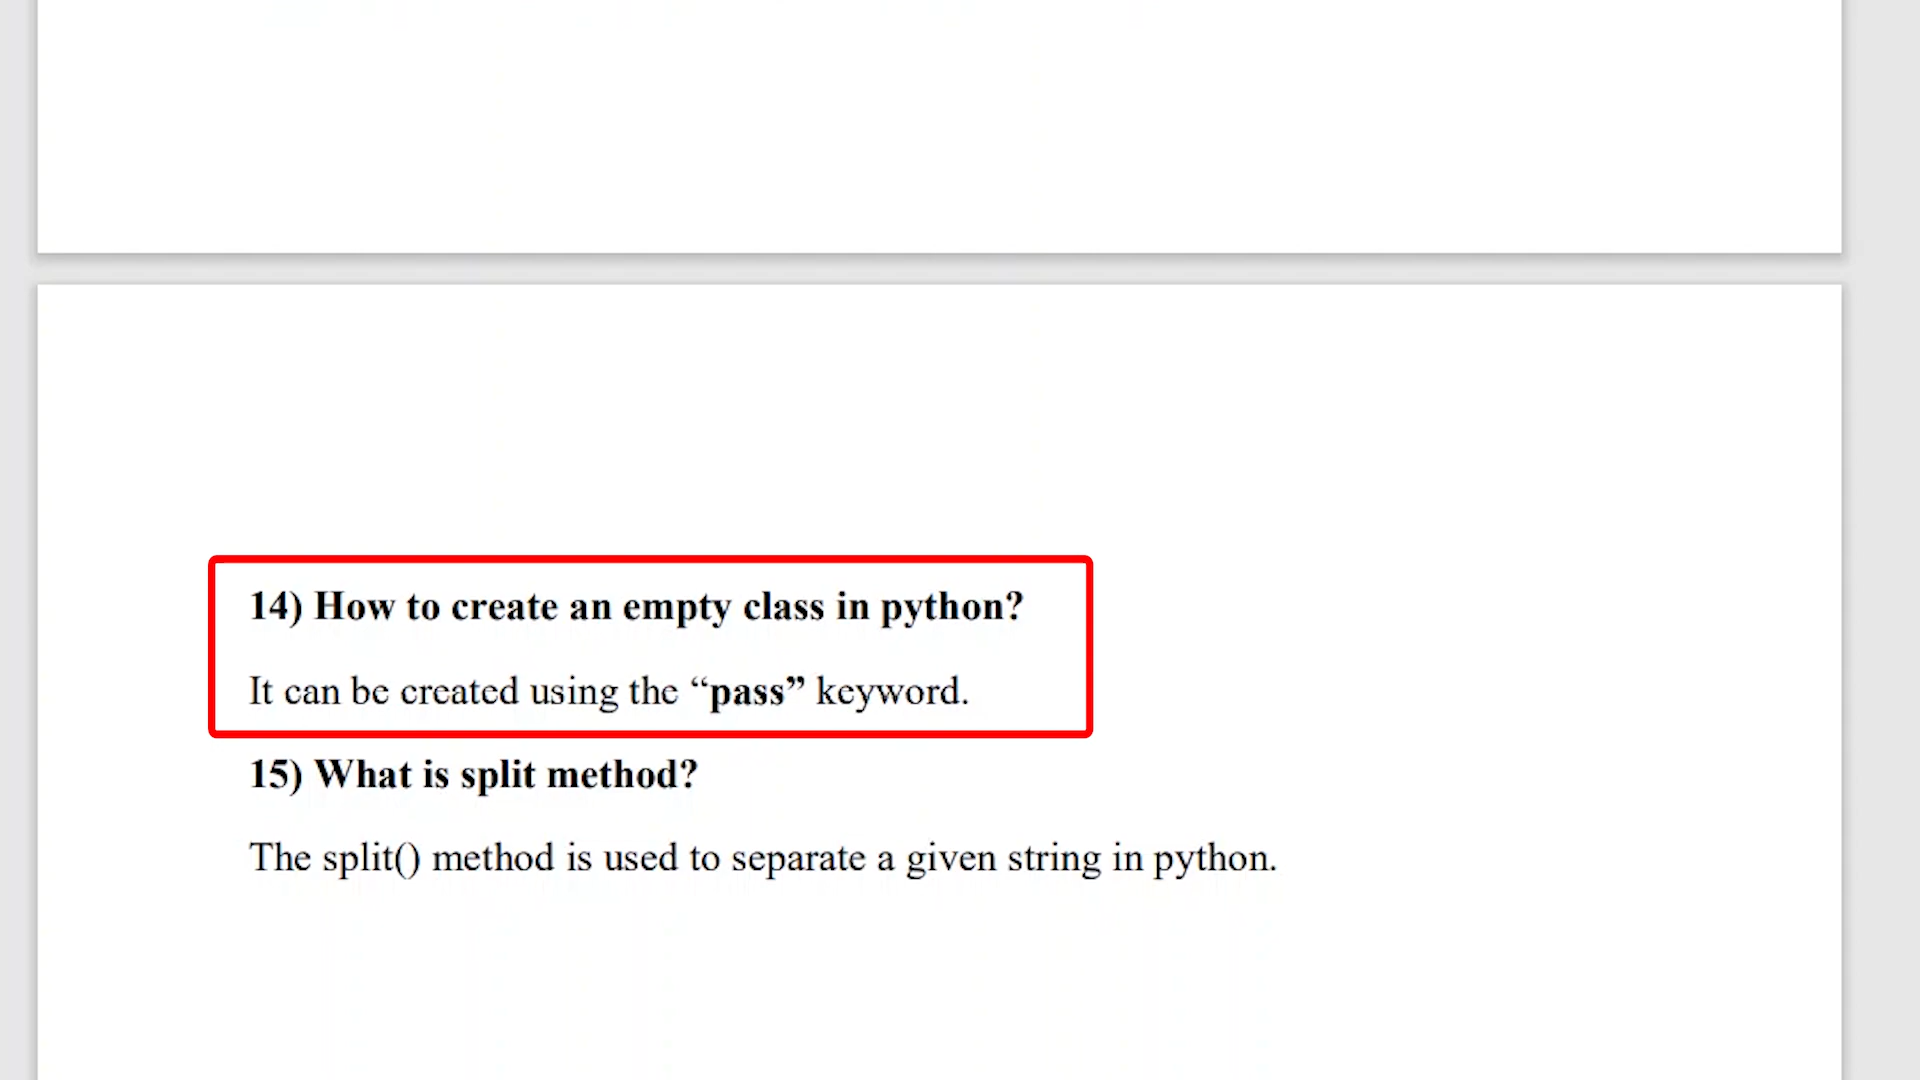 14) How to create an empty class in python?
It can be created using the “pass” keyword.
15) What is split method?
The split() method is used to separate a given string in python.